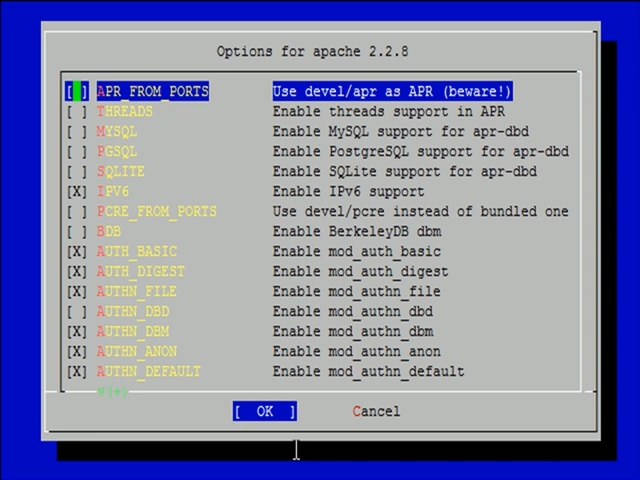 Options for apache 2.2.8
[ ] APR_FROM_PORTS Use devel/apr as APR (beware!)
[ ] THREADS Enable threads support in APR
[ ] MYSQL Enable MySQL support for apr-dbd
[ ] PGSQL Enable PostgreSQL support for apr-dbd
[ ] SQLITE Enable SQLite support for apr-dbd
[X] IPV6 Enable IPv6 support
[ ] PCRE_FROM_PORTS Use devel/pcre instead of bundled one
[ ] BDB Enable BerkeleyDB dbm
[X] AUTH_BASIC Enable mod_auth_basic
[X] AUTH_DIGEST Enable mod_auth_digest
[X] AUTHN_FILE Enable mod_authn_file
[ ] AUTHN_DBD Enable mod_authn_dbd
[X] AUTHN_DBM Enable mod_authn_dbm
[X] AUTHN_ANON Enable mod_authn_anon
[X] AUTHN_DEFAULT Enable mod_authn_default
v(+)
[ OK ] Cancel